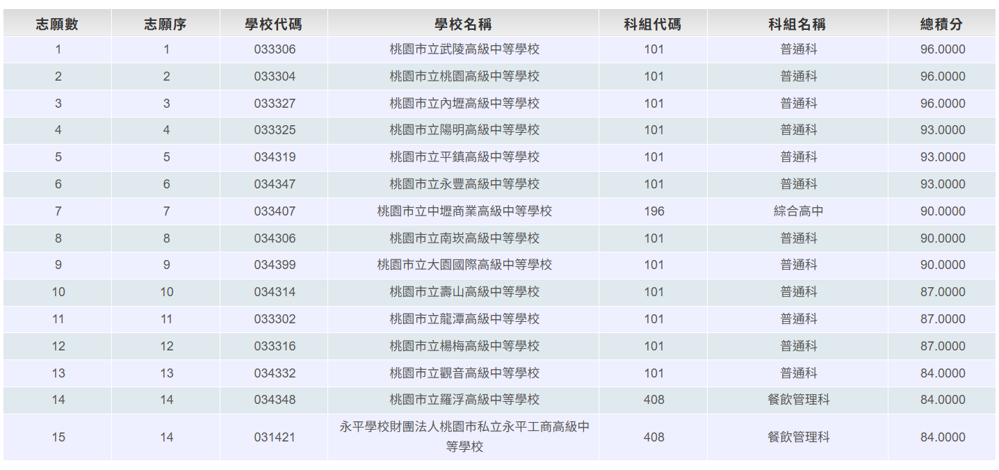 志願數 志願序 學校代碼 學校名稱 科組代碼 科組名稱 總積分
1 1 033306 桃園市立武陵高級中等學校 101 普通科 96.0000
2 2 033304 桃園市立桃園高級中等學校 101 普通科 96.0000
3 3 033327 桃園市立內壢高級中等學校 101 普通科 96.0000
4 4 033325 桃園市立陽明高級中等學校 101 普通科 93.0000
5 5 034319 桃園市立平鎮高級中等學校 101 普通科 93.0000
6 6 034347 桃園市立永豐高級中等學校 101 普通科 93.0000
7 7 033407 桃園市立中壢商業高級中等學校 196 綜合高中 90.0000
8 8 034306 桃園市立南崁高級中等學校 101 普通科 90.0000
9 9 034399 桃園市立大園國際高級中等學校 101 普通科 90.0000
10 10 034314 桃園市立壽山高級中等學校 101 普通科 87.0000
11 11 033302 桃園市立龍潭高級中等學校 101 普通科 87.0000
12 12 033316 桃園市立楊梅高級中等學校 101 普通科 87.0000
13 13 034332 桃園市立觀音高級中等學校 101 普通科 84.0000
14 14 034348 桃園市立羅浮高級中等學校 408 餐飲管理科 84.0000
15 14 031421 永平學校財團法人桃園市私立永平工商高級中 408 餐飲管理科 84.0000
等學校